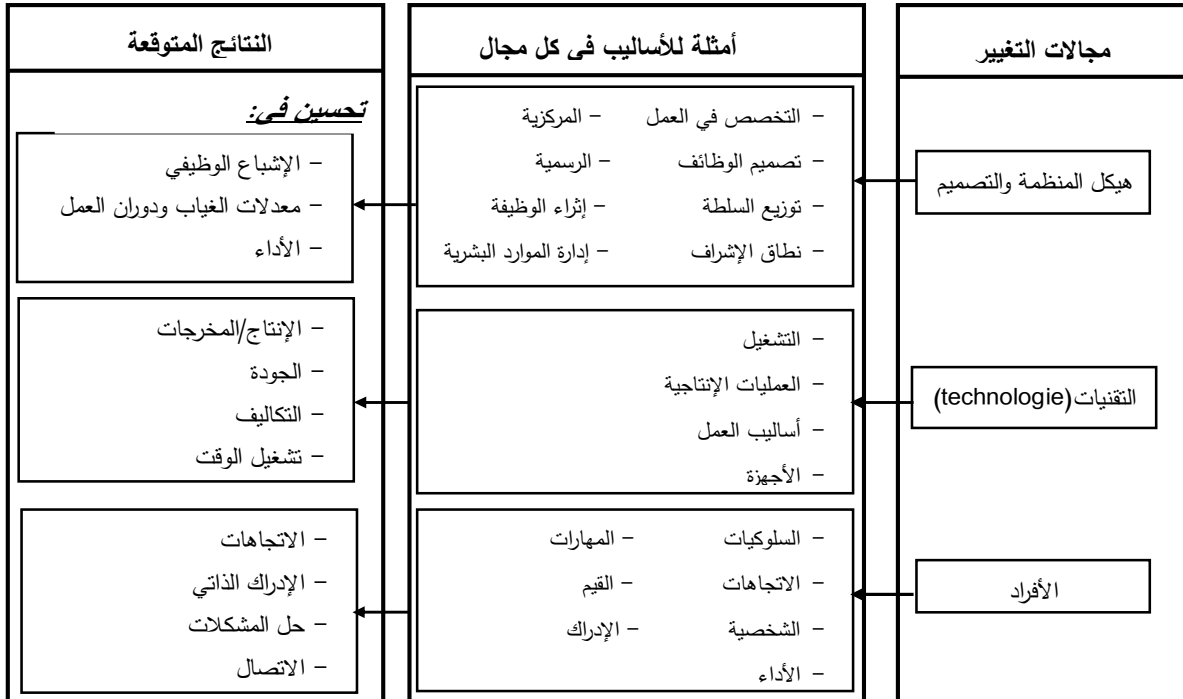 مجالات التغيير
هيكل المنظمة والتصميم
التقنيات(technologie)
الأفراد
أمثلة للأساليب في كل مجال
– التخصص في العمل – المركزية
– تصميم الوظائف – الرسمية
– توزيع السلطة – إثراء الوظيفة
– نطاق الإشراف – إدارة الموارد البشرية
– التشغيل
– العمليات الإنتاجية
– أساليب العمل
– الأجهزة
– السلوكيات – المهارات
– الاتجاهات – القيم
– الشخصية – الإدراك
– الأداء
النتائج المتوقعة
تحسين في:
– الإشباع الوظيفي
– معدلات الغياب ودوران العمل
– الأداء
– الإنتاج/المخرجات
– الجودة
– التكاليف
– تشغيل الوقت
– الاتجاهات
– الإدراك الذاتي
– حل المشكلات
– الاتصال